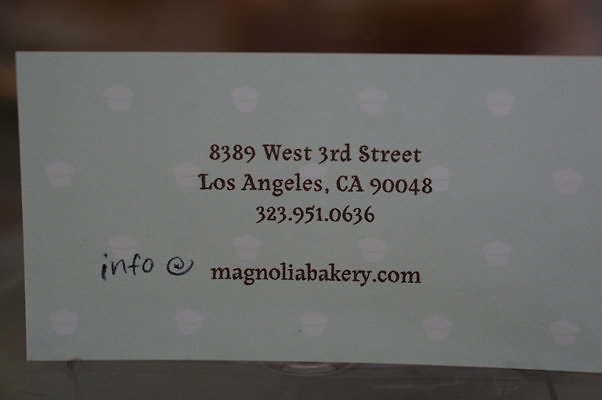 8389 West 3rd Street
Los Angeles, CA 90048
323.951.0636
info @ magnoliabakery.com